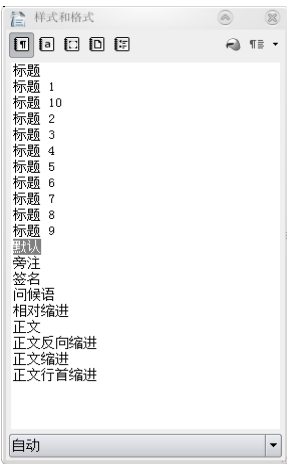 样式和格式
标题
标题 1
标题 10
标题 2
标题 3
标题 4
标题 5
标题 6
标题 7
标题 8
标题 9
默认
旁注
签名
问候语
相对缩进
正文
正文反向缩进
正文缩进
正文行首缩进
自动